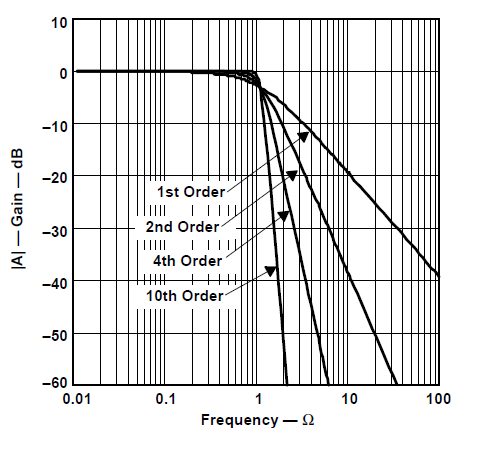 10
0
–10
–20
–30
–40
–50
–60
|A| — Gain — dB
1st Order
2nd Order
4th Order
10th Order
0.01 0.1 1 10 100
Frequency — Ω